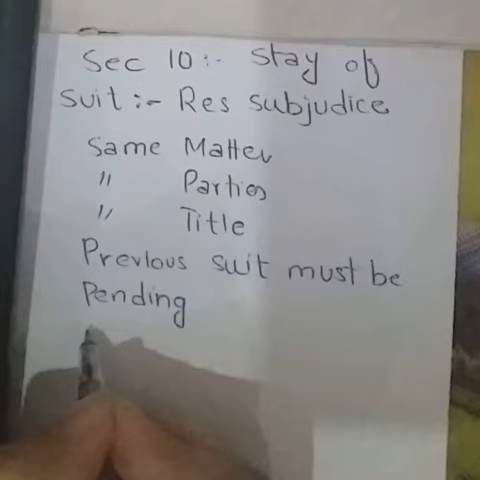 Sec 10:- Stay of
suit:- Res subjudice
Same Matter
" Parties
" Title
Previous suit must be
Pending